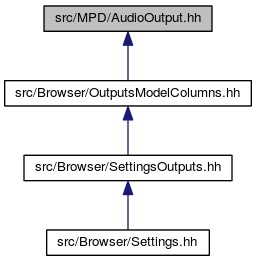 src/MPD/AudioOutput.hh
src/Browser/OutputsModelColumns.hh
src/Browser/SettingsOutputs.hh
src/Browser/Settings.hh